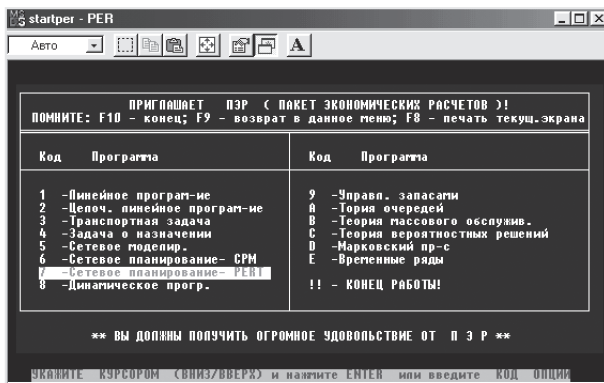 startper - PER
Авто
A
ПРИГЛАШАЕТ ПЭР ( ПАКЕТ ЭКОНОМИЧЕСКИХ РАСЧЕТОВ )!
ПОМНИТЕ: F10 - конец; F9 - возврат в данное меню; F8 - печать текущ.экрана
Код Программа
1 -Линейное програм-ие
2 -Целоч. линейное програм-ие
3 -Транспортная задача
4 -Задача о назначении
5 -Сетевое моделир.
6 -Сетевое планирование- CPM
7 -Сетевое планирование- PERT
8 -Динамическое прогр.
Код Программа
9 -Управл. запасами
A -Тория очередей
B -Теория массового обслужив.
C -Теория вероятностных решений
D -Марковский пр-с
E -Временные ряды
!! - КОНЕЦ РАБОТЫ!
** ВЫ ДОЛЖНЫ ПОЛУЧИТЬ ОГРОМНОЕ УДОВОЛЬСТВИЕ ОТ П Э Р **
УКАЖИТЕ КУРСОРОМ (ВНИЗ/ВВЕРХ) и нажмите ENTER или введите КОД ОПЦИИ